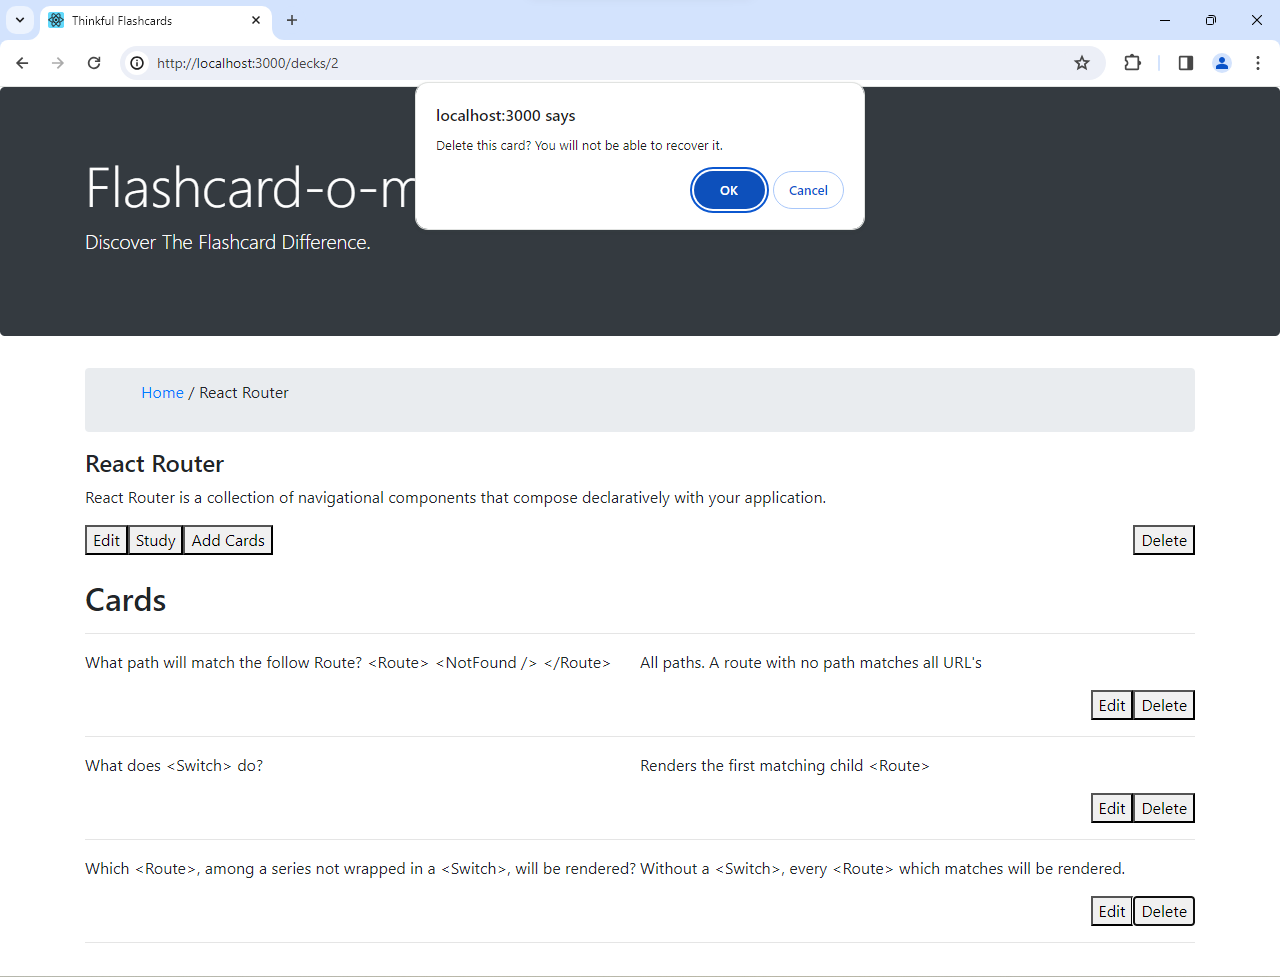 Thinkful Flashcards
http://localhost:3000/decks/2
localhost:3000 says
Delete this card? You will not be able to recover it.
OK Cancel
Flashcard-o-m
Discover The Flashcard Difference.
Home / React Router
React Router
React Router is a collection of navigational components that compose declaratively with your application.
Edit Study Add Cards Delete
Cards
What path will match the follow Route? <Route> <NotFound /> </Route> All paths. A route with no path matches all URL's
Edit Delete
What does <Switch> do? Renders the first matching child <Route>
Edit Delete
Which <Route>, among a series not wrapped in a <Switch>, will be rendered? Without a <Switch>, every <Route> which matches will be rendered.
Edit Delete